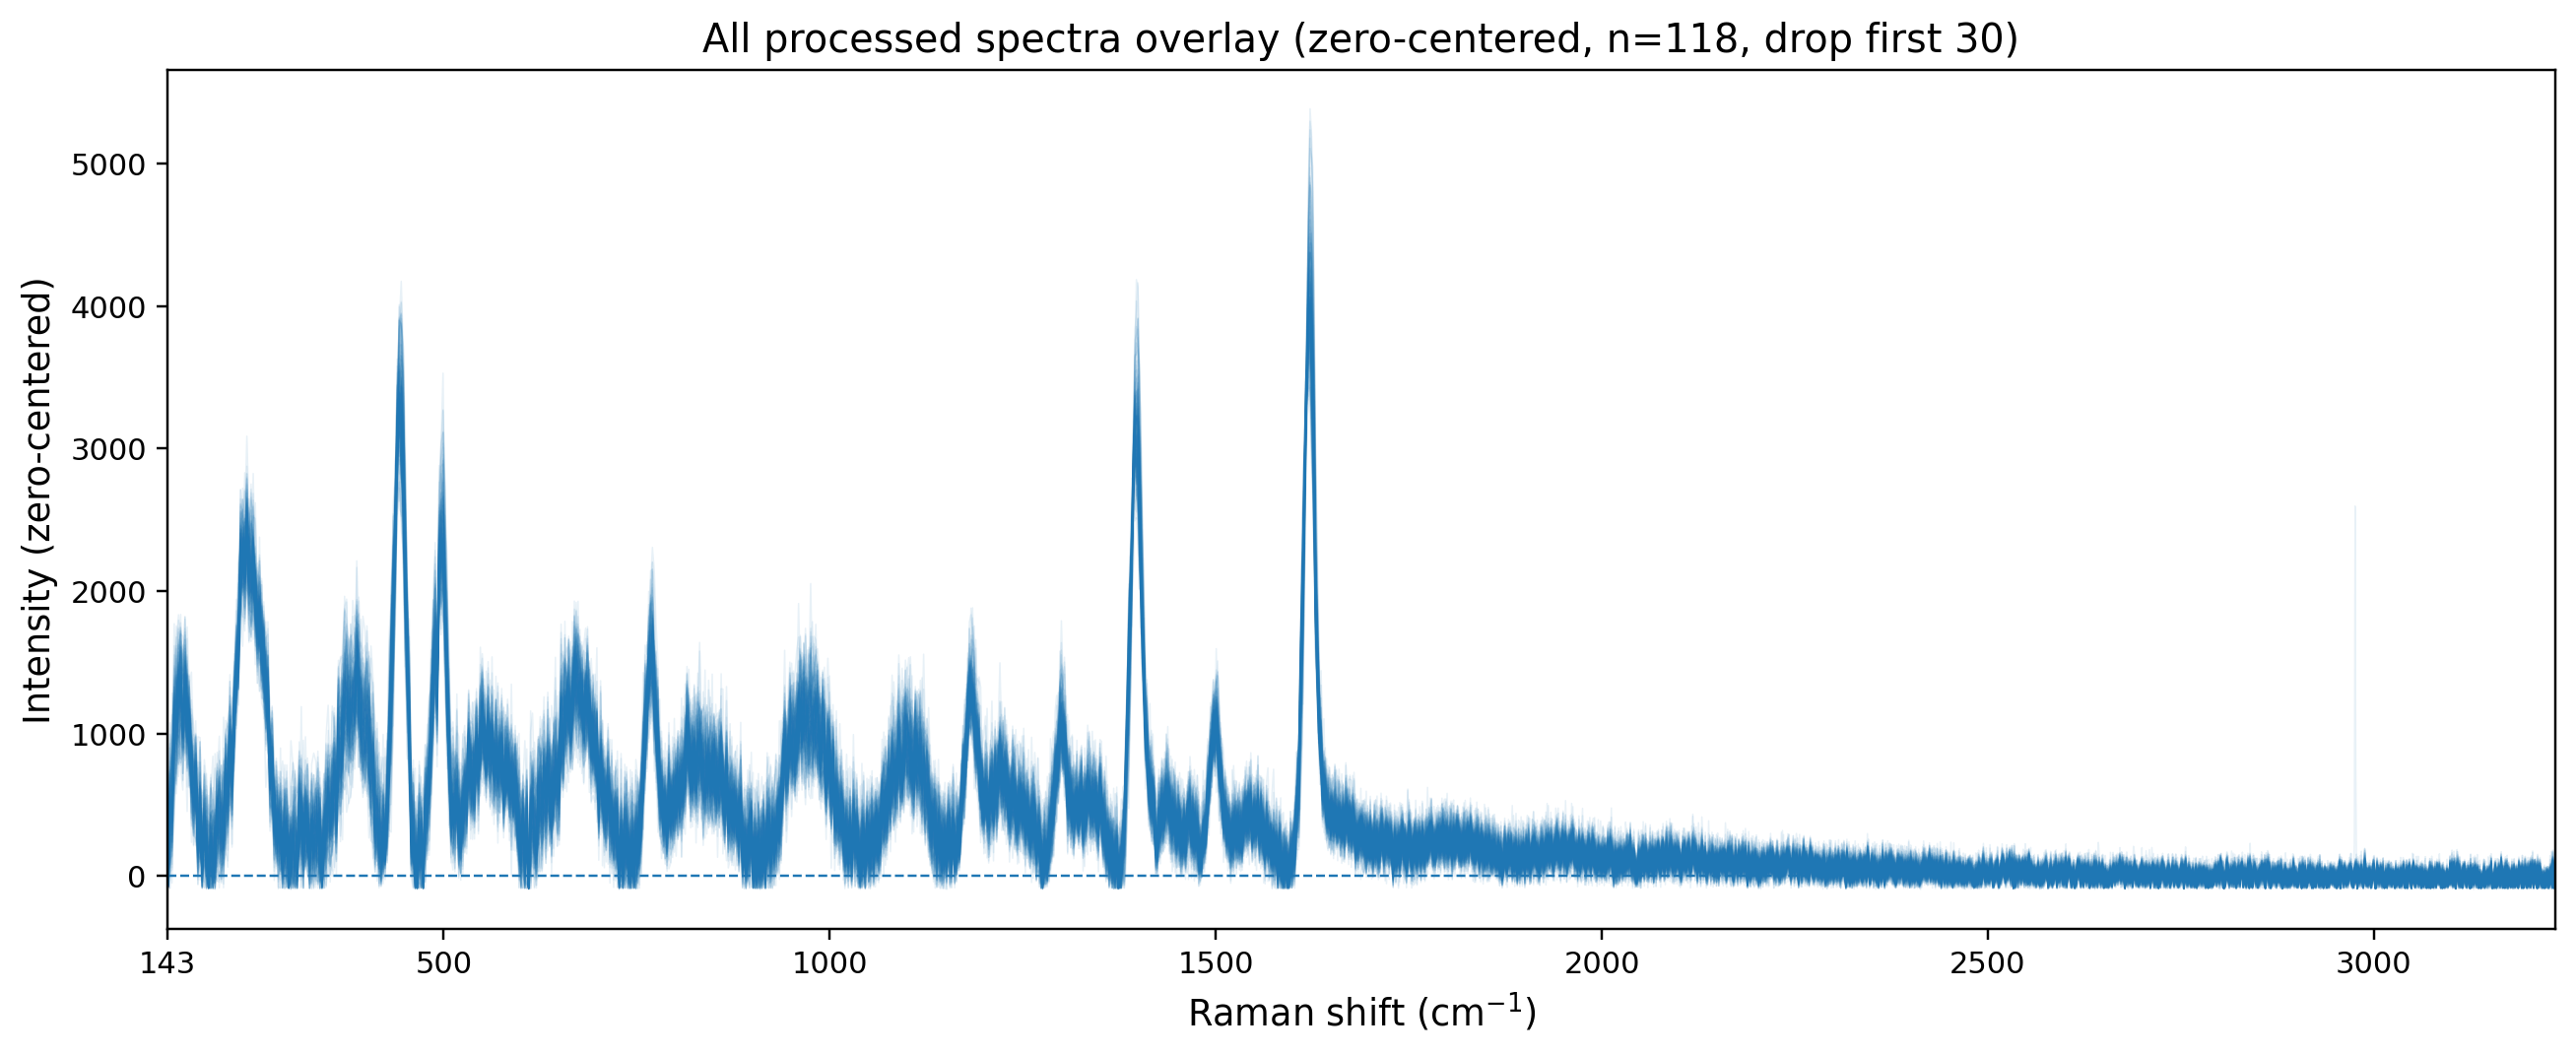 All processed spectra overlay (zero-centered, n=118, drop first 30)
Intensity (zero-centered)
5000
4000
3000
2000
1000
0
143 500 1000 1500 2000 2500 3000
Raman shift (cm⁻¹)